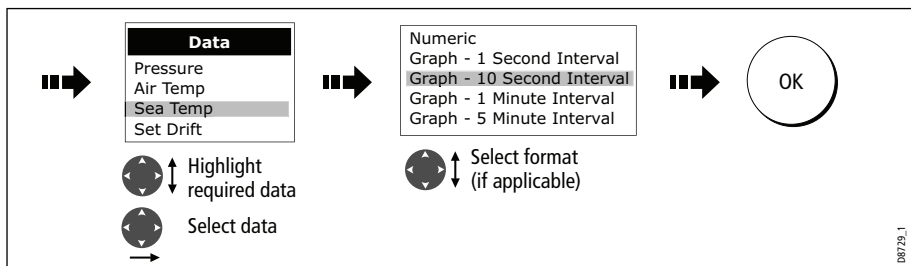 Data
Pressure
Air Temp
Sea Temp
Set Drift
Highlight
required data
Select data
Numeric
Graph - 1 Second Interval
Graph - 10 Second Interval
Graph - 1 Minute Interval
Graph - 5 Minute Interval
Select format
(if applicable)
OK
D8729_1